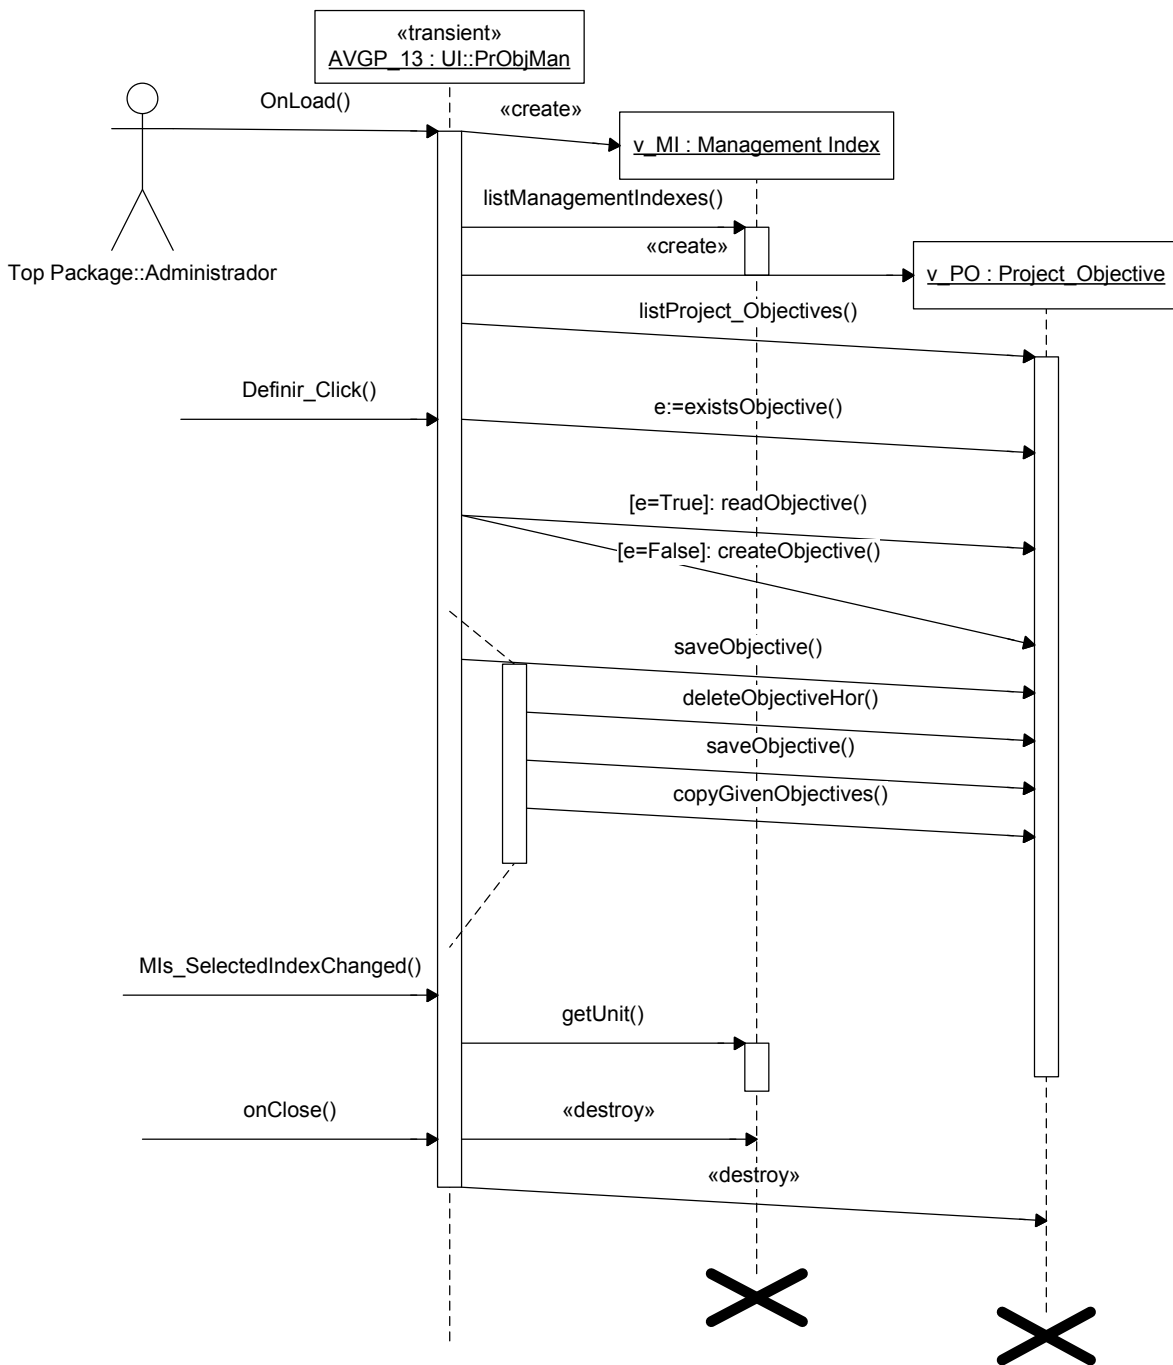 «transient»
AVGP_13 : UI::PrObjMan
OnLoad()
«create»
v_MI : Management Index
listManagementIndexes()
«create»
Top Package::Administrador
v_PO : Project_Objective
listProject_Objectives()
Definir_Click()
e:=existsObjective()
[e=True]: readObjective()
[e=False]: createObjective()
saveObjective()
deleteObjectiveHor()
saveObjective()
copyGivenObjectives()
MIs_SelectedIndexChanged()
getUnit()
onClose()
«destroy»
«destroy»